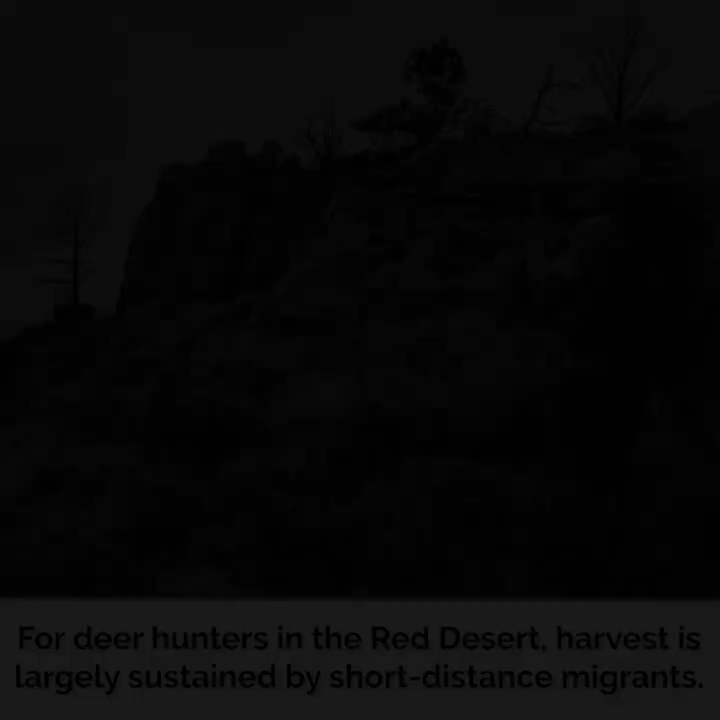 For deer hunters in the Red Desert, harvest is
largely sustained by short-distance migrants.